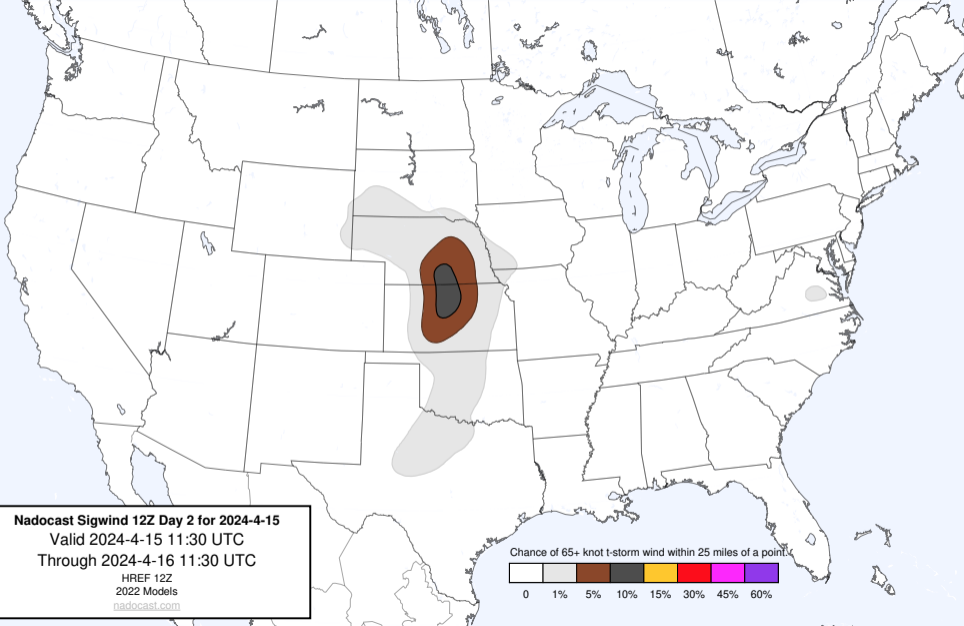 Nadocast Sigwind 12Z Day 2 for 2024-4-15
Valid 2024-4-15 11:30 UTC
Through 2024-4-16 11:30 UTC
HREF 12Z
2022 Models
nadocast.com
Chance of 65+ knot t-storm wind within 25 miles of a point.
0 1% 5% 10% 15% 30% 45% 60%